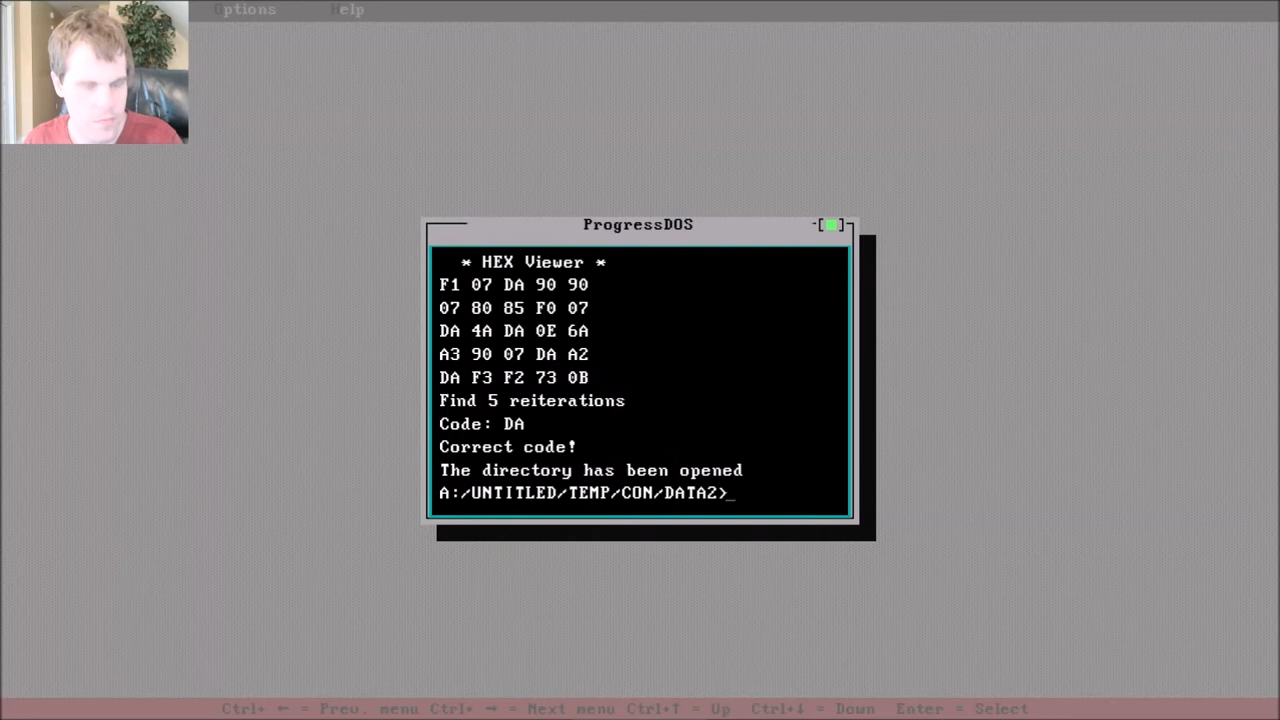 Options Help
ProgressDOS
* HEX Viewer *
F1 07 DA 90 90
07 80 85 F0 07
DA 4A DA 0E 6A
A3 90 07 DA A2
DA F3 F2 73 0B
Find 5 reiterations
Code: DA
Correct code!
The directory has been opened
A:/UNTITLED/TEMP/CON/DATA2>_
Ctrl+ ← = Prev. menu Ctrl+ → = Next menu Ctrl+↑ = Up Ctrl+↓ = Down Enter = Select